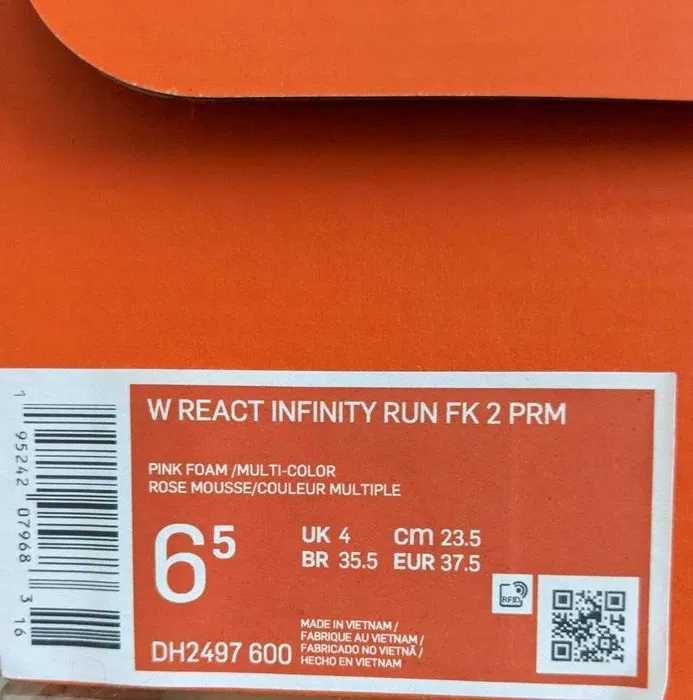 W REACT INFINITY RUN FK 2 PRM
PINK FOAM /MULTI-COLOR
ROSE MOUSSE/COULEUR MULTIPLE
6⁵
UK 4 cm 23.5
BR 35.5 EUR 37.5
RFID
MADE IN VIETNAM /
FABRIQUE AU VIETNAM /
FABRICADO NO VIETNÃ /
HECHO EN VIETNAM
DH2497 600
1 95242 07968 3 16